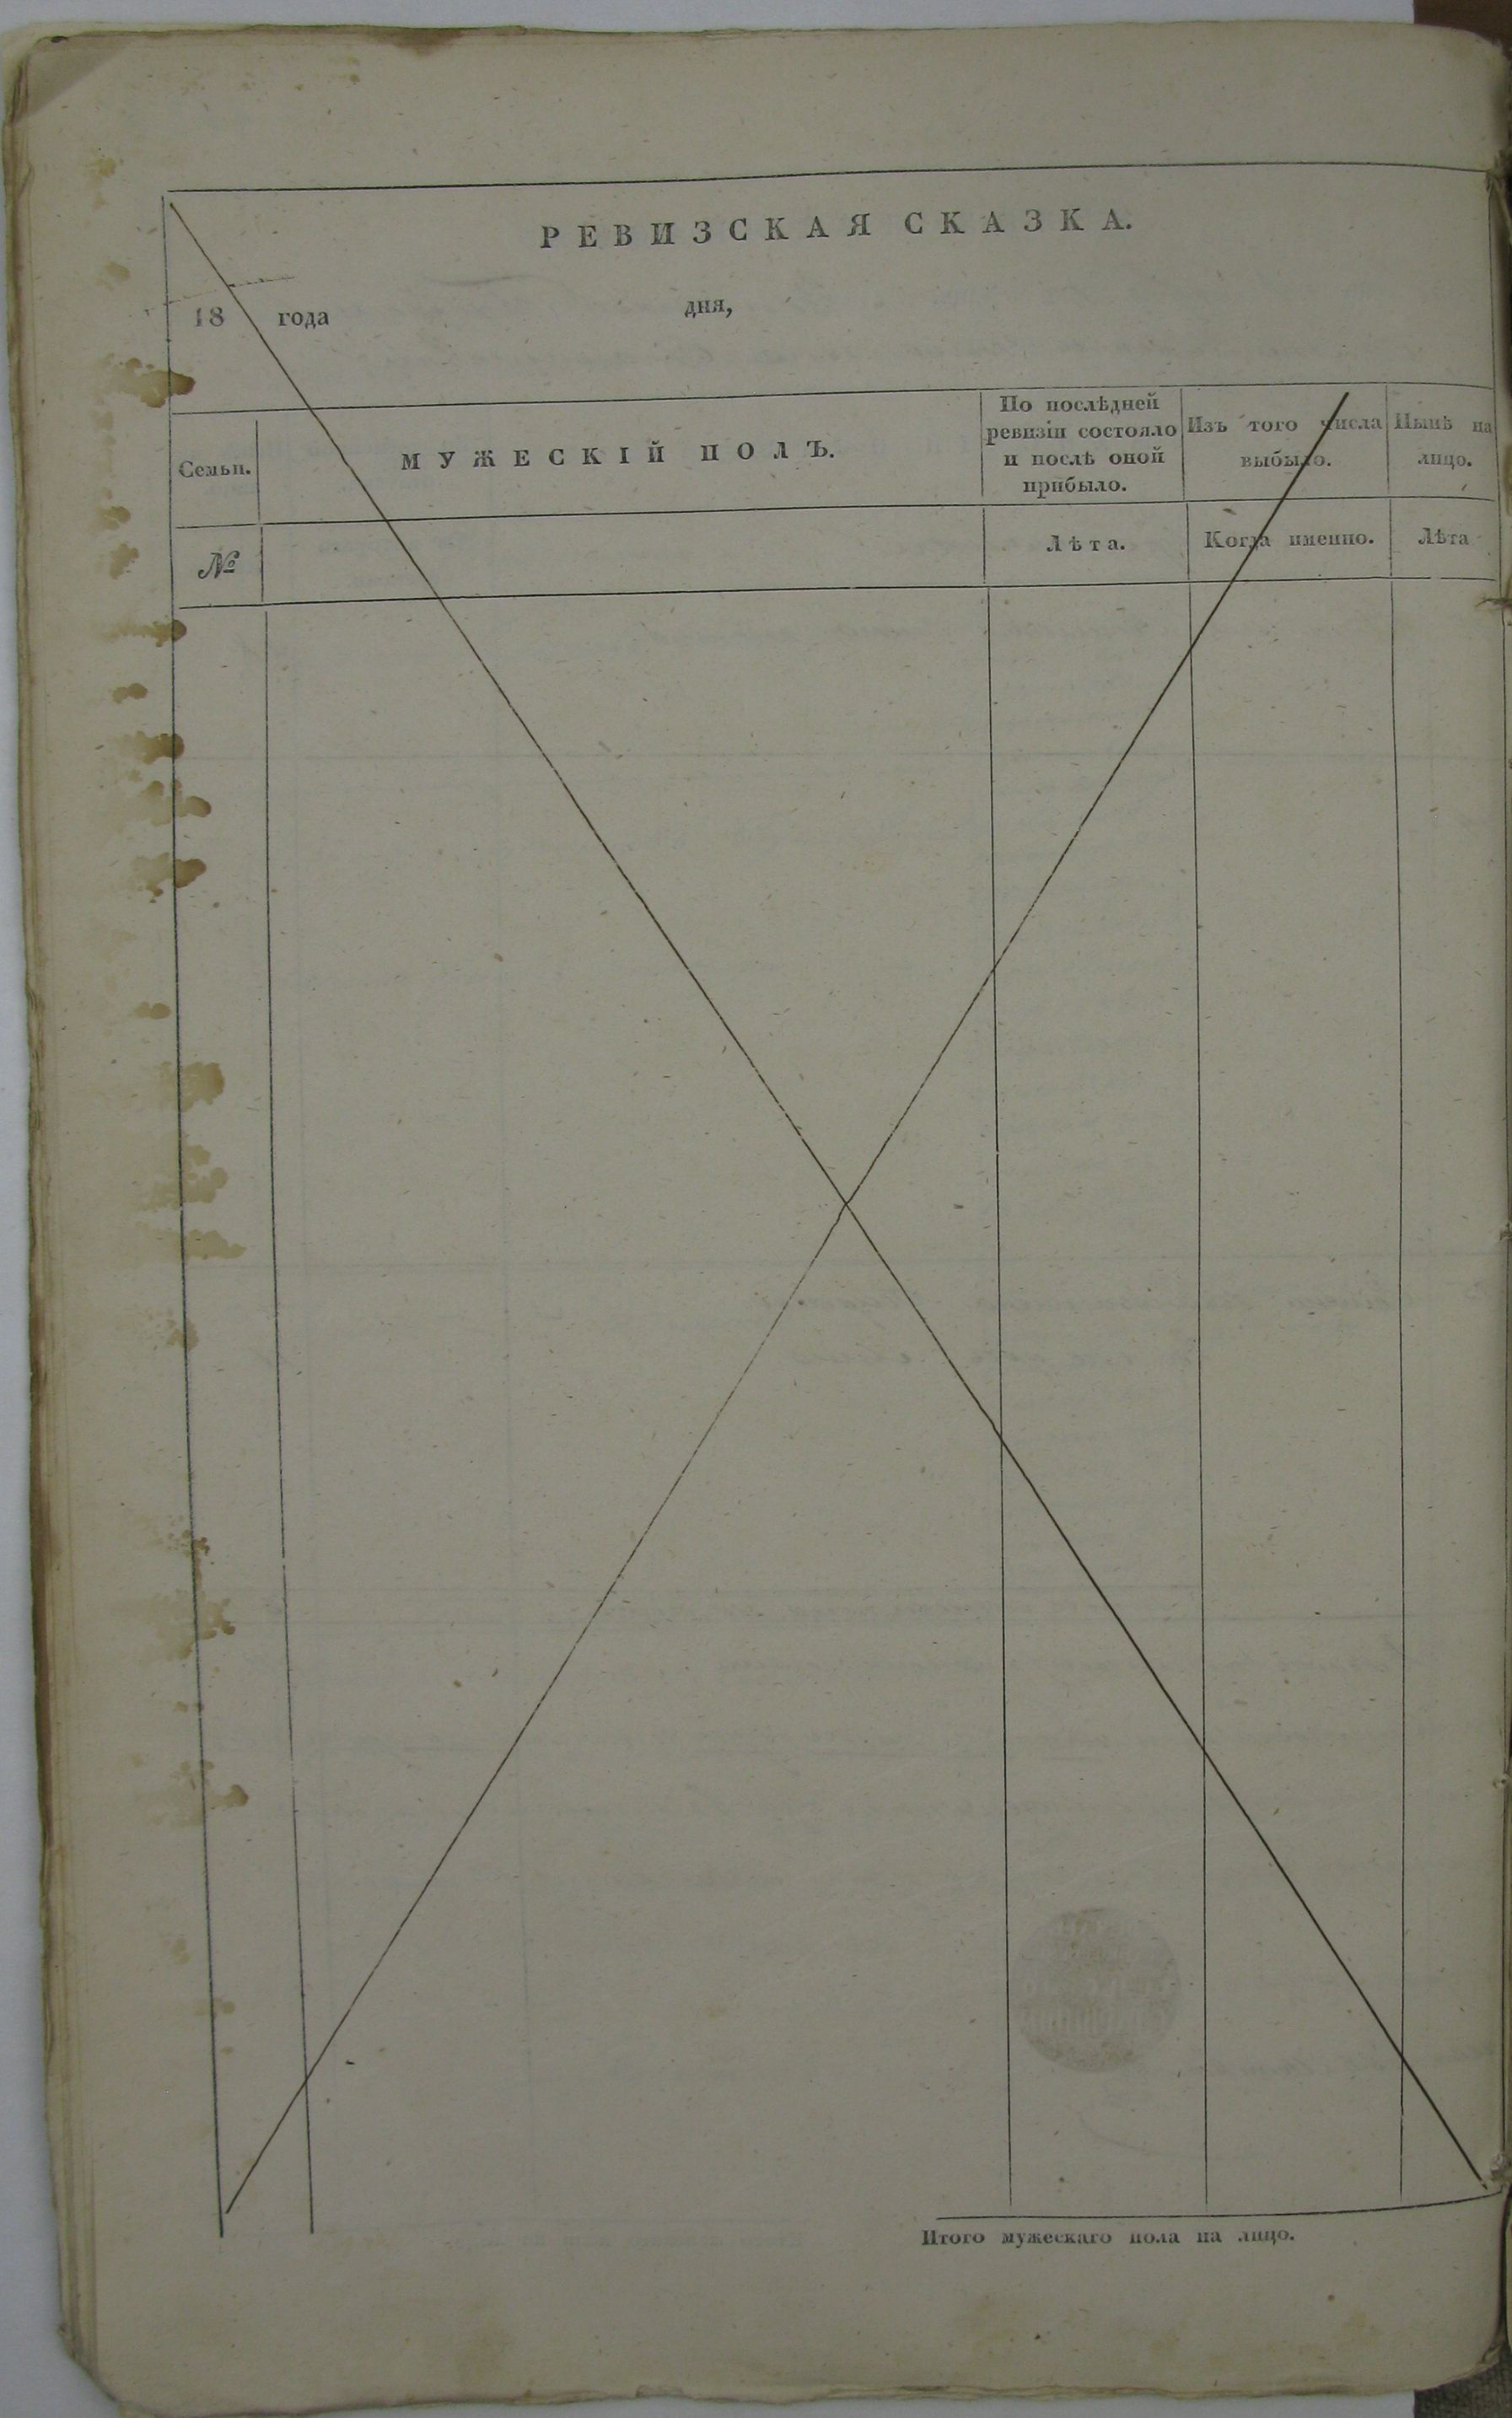 РЕВИЗСКАЯ СКАЗКА.
18 года дня,
Семьи.
МУЖЕСКІЙ ПОЛЪ.
По послѣдней
ревизіи состояло
и послѣ оной
прибыло.
Изъ того числа
выбыло.
Нынѣ на
лицо.
№
Лѣта.
Когда именно.
Лѣта
Итого мужескаго пола на лицо.